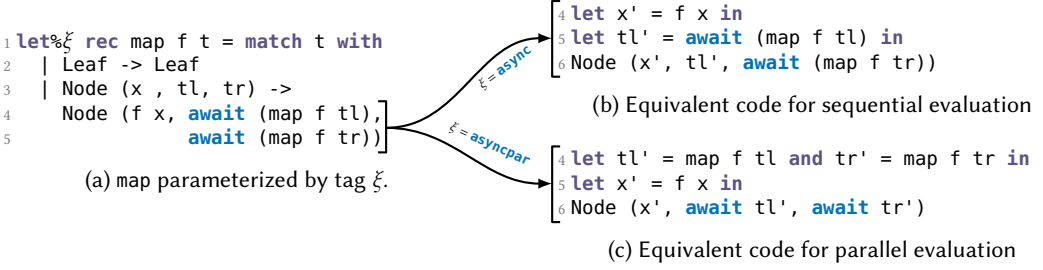 1 let%ξ rec map f t = match t with
2 | Leaf -> Leaf
3 | Node (x , tl, tr) ->
4 Node (f x, await (map f tl),
5 await (map f tr))
(a) map parameterized by tag ξ.
ξ = async
ξ = asyncpar
4 let x' = f x in
5 let tl' = await (map f tl) in
6 Node (x', tl', await (map f tr))
(b) Equivalent code for sequential evaluation
4 let tl' = map f tl and tr' = map f tr in
5 let x' = f x in
6 Node (x', await tl', await tr')
(c) Equivalent code for parallel evaluation